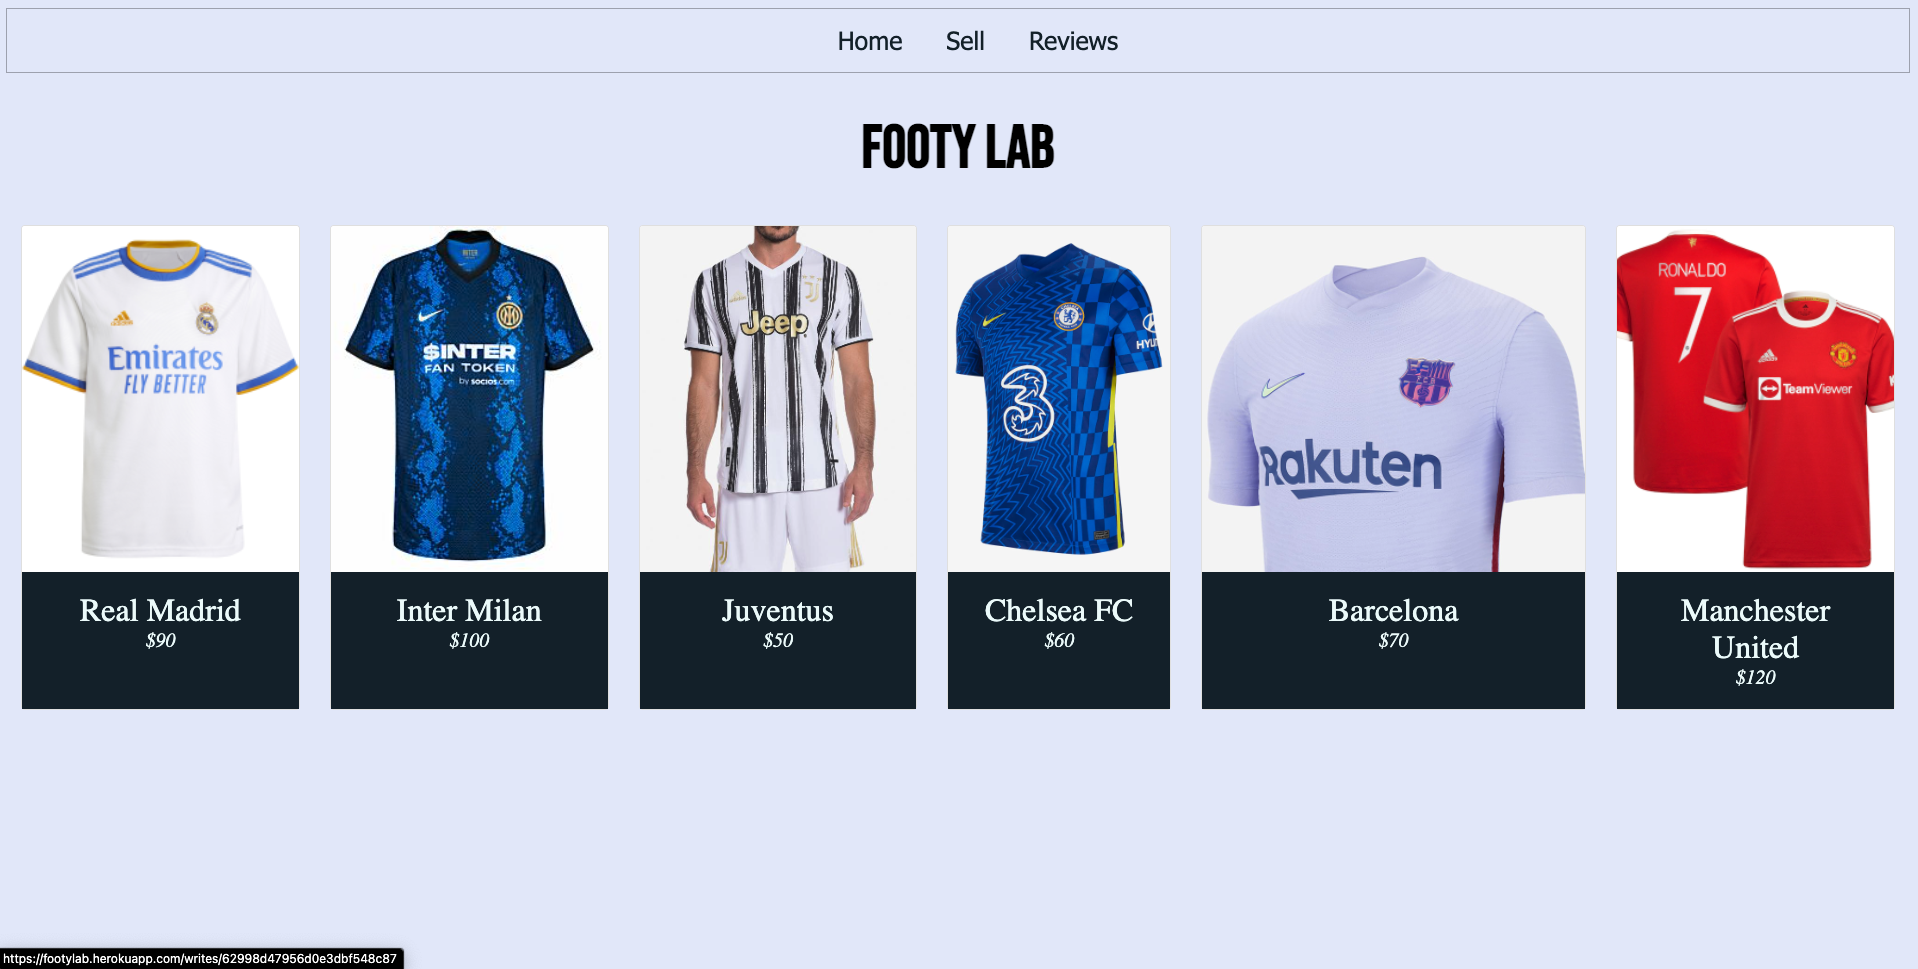 Home Sell Reviews
FOOTY LAB
Emirates
FLY BETTER
INTER
$INTER
FAN TOKEN
by socios.com
Jeep
3
Rakuten
RONALDO
7
TeamViewer
Real Madrid
$90
Inter Milan
$100
Juventus
$50
Chelsea FC
$60
Barcelona
$70
Manchester
United
$120
https://footylab.herokuapp.com/writes/62998d47956d0e3dbf548c87